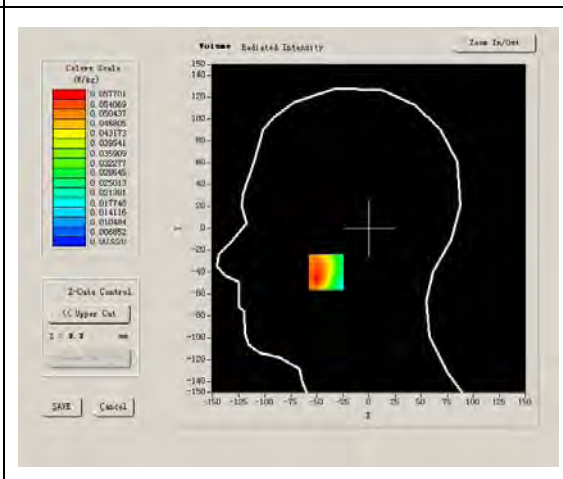 Volume Radiated Intensity
Zoom In/Out
Colors Scale
(W/kg)
0.057701
0.054069
0.050437
0.046805
0.043173
0.039541
0.035909
0.032277
0.028645
0.025013
0.021381
0.017748
0.014116
0.010484
0.006852
150
140
120
100
80
60
40
20
0
-20
-40
-60
-80
-100
-120
-140
-150
Y
-150 -125 -100 -75 -50 -25 0 25 50 75 100 125 150
X
Z-Cuts Control
<< Upper Cut
mm
SAVE Cancel